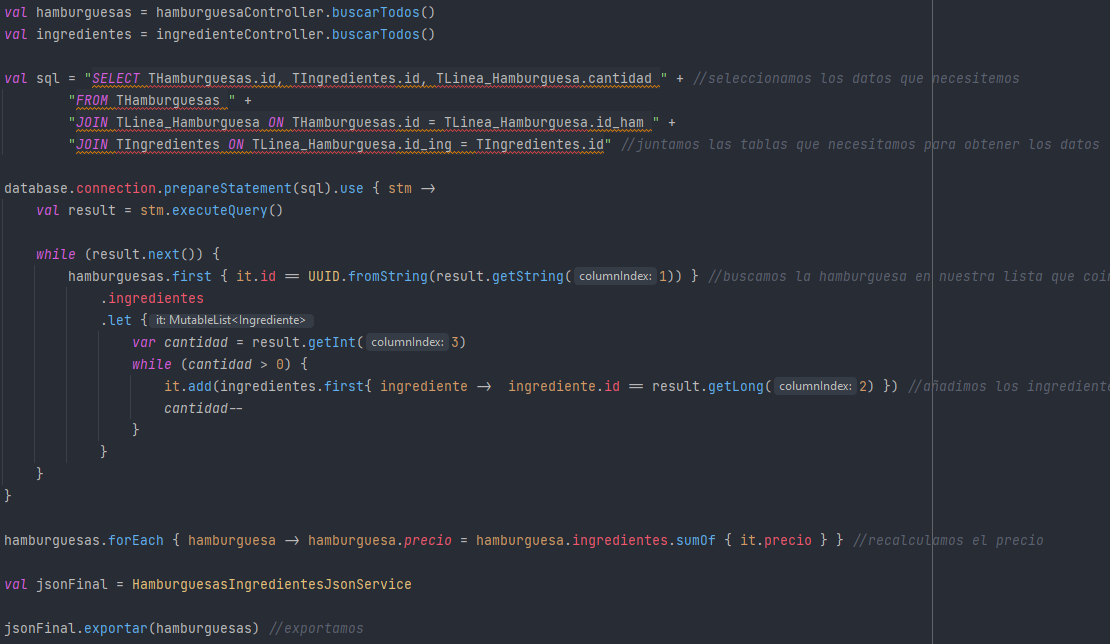 val hamburguesas = hamburguesaController.buscarTodos()
val ingredientes = ingredienteController.buscarTodos()
val sql = "SELECT THamburguesas.id, TIngredientes.id, TLinea_Hamburguesa.cantidad " + //seleccionamos los datos que necesitemos
"FROM THamburguesas " +
"JOIN TLinea_Hamburguesa ON THamburguesas.id = TLinea_Hamburguesa.id_ham " +
"JOIN TIngredientes ON TLinea_Hamburguesa.id_ing = TIngredientes.id" //juntamos las tablas que necesitamos para obtener los datos
database.connection.prepareStatement(sql).use { stm ->
val result = stm.executeQuery()
while (result.next()) {
hamburguesas.first { it.id == UUID.fromString(result.getString( columnIndex: 1)) } //buscamos la hamburguesa en nuestra lista que coin
.ingredientes
.let { it: MutableList<Ingrediente>
var cantidad = result.getInt( columnIndex: 3)
while (cantidad > 0) {
it.add(ingredientes.first{ ingrediente -> ingrediente.id == result.getLong( columnIndex: 2) }) //añadimos los ingrediente
cantidad--
}
}
}
}
hamburguesas.forEach { hamburguesa -> hamburguesa.precio = hamburguesa.ingredientes.sumOf { it.precio } } //recalculamos el precio
val jsonFinal = HamburguesasIngredientesJsonService
jsonFinal.exportar(hamburguesas) //exportamos